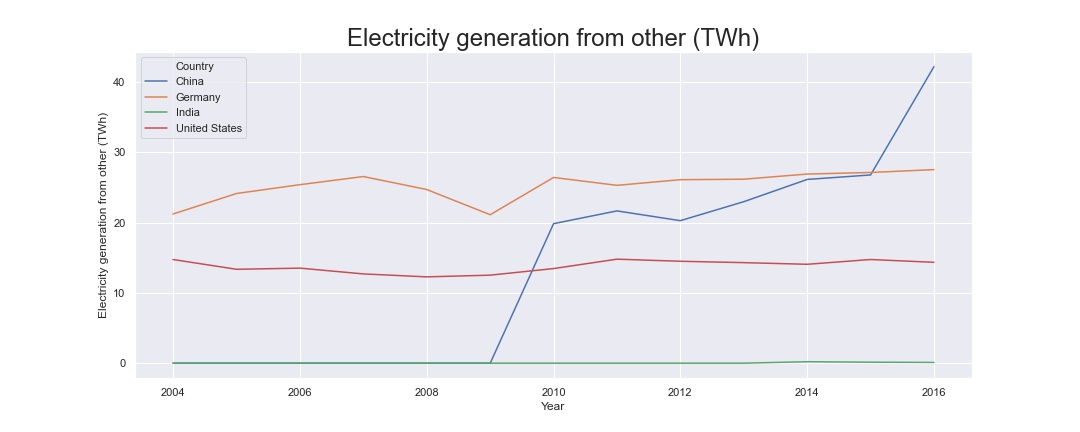 Electricity generation from other (TWh)
Country
China
Germany
India
United States
Electricity generation from other (TWh)
40
30
20
10
0
2004
2006
2008
2010
2012
2014
2016
Year